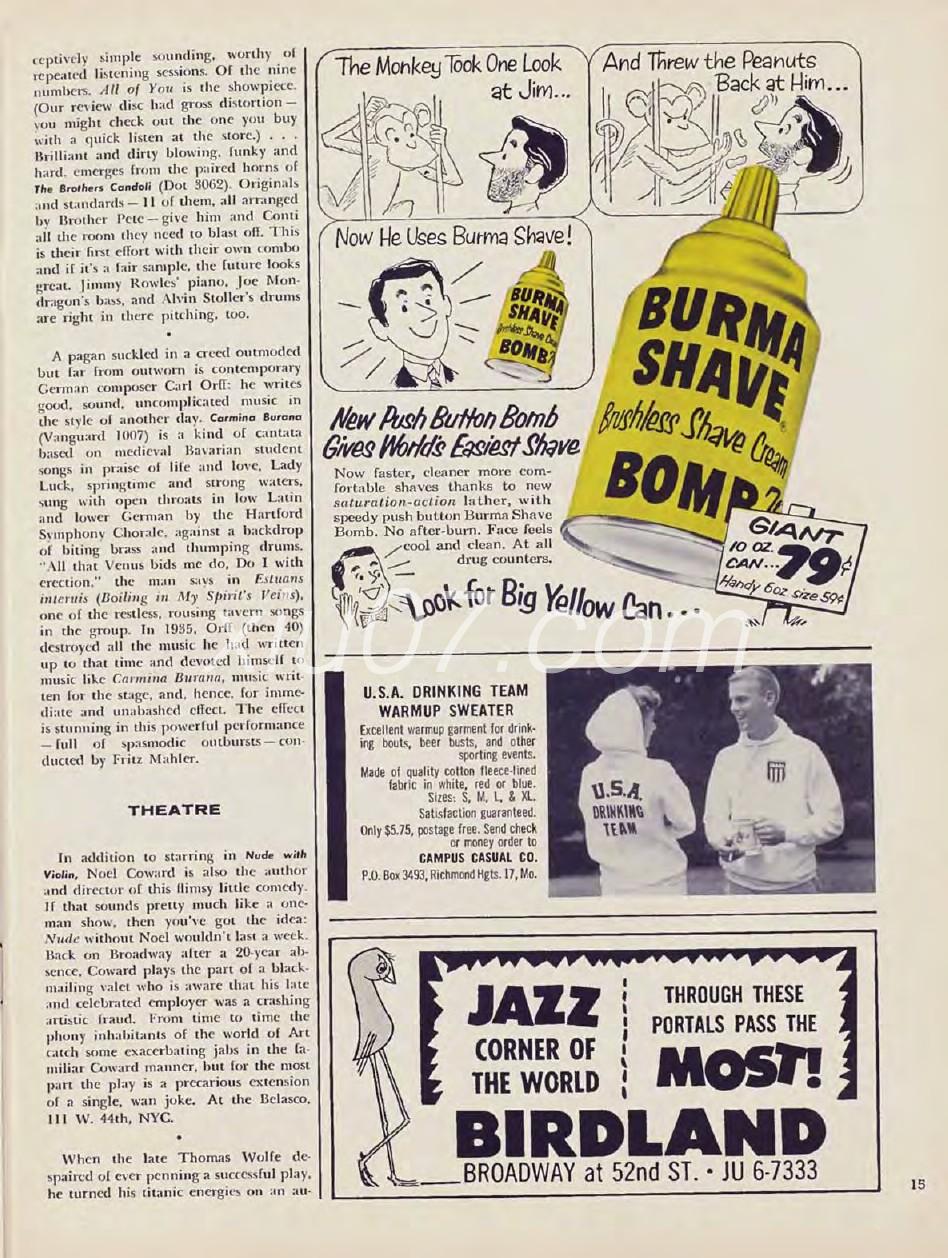 ceptively simple sounding, worthy of
repeated listening sessions. Of the nine
numbers, All of You is the showpiece.
(Our review disc had gross distortion —
you might check out the one you buy
with a quick listen at the store.) . . .
Brilliant and dirty blowing, funky and
hard, emerges from the paired horns of
The Brothers Candoli (Dot 3062). Originals
and standards — 11 of them, all arranged
by Brother Pete — give him and Conti
all the room they need to blast off. This
is their first effort with their own combo
and if it's a fair sample, the future looks
great. Jimmy Rowles' piano, Joe Mon-
dragon's bass, and Alvin Stoller's drums
are right in there pitching, too.
•
A pagan suckled in a creed outmoded
but far from outworn is contemporary
German composer Carl Orff: he writes
good, sound, uncomplicated music in
the style of another day. Carmina Burana
(Vanguard 1007) is a kind of cantata
based on medieval Bavarian student
songs in praise of life and love, Lady
Luck, springtime and strong waters,
sung with open throats in low Latin
and lower German by the Hartford
Symphony Chorale, against a backdrop
of biting brass and thumping drums.
"All that Venus bids me do, Do I with
erection," the man says in Estuans
interuis (Boiling in My Spirit's Veins),
one of the restless, rousing tavern songs
in the group. In 1935, Orff (then 40)
destroyed all the music he had written
up to that time and devoted himself to
music like Carmina Burana, music writ-
ten for the stage, and, hence, for imme-
diate and unabashed effect. The effect
is stunning in this powerful performance
— full of spasmodic outbursts — con-
ducted by Fritz Mahler.
THEATRE
In addition to starring in Nude with
Violin, Noel Coward is also the author
and director of this flimsy little comedy.
If that sounds pretty much like a one-
man show, then you've got the idea:
Nude without Noel wouldn't last a week.
Back on Broadway after a 20-year ab-
sence, Coward plays the part of a black-
mailing valet who is aware that his late
and celebrated employer was a crashing
artistic fraud. From time to time the
phony inhabitants of the world of Art
catch some exacerbating jabs in the fa-
miliar Coward manner, but for the most
part the play is a precarious extension
of a single, wan joke. At the Belasco,
111 W. 44th, NYC.
•
When the late Thomas Wolfe de-
spaired of ever penning a successful play,
he turned his titanic energies on an au-
The Monkey Took One Look
at Jim...
And Threw the Peanuts
Back at Him...
Now He Uses Burma Shave!
BURMA
SHAVE
Brushless Shave Cream
BOMB
BURMA
SHAVE®
Brushless Shave Cream
BOMB
New Push Button Bomb
Gives World's Easiest Shave
Now faster, cleaner more com-
fortable shaves thanks to new
saturation-action lather, with
speedy push button Burma Shave
Bomb. No after-burn. Face feels
cool and clean. At all
drug counters.
GIANT
10 OZ.
CAN... 79¢
Handy 6oz size 59¢
Look for Big Yellow Can...
U.S.A. DRINKING TEAM
WARMUP SWEATER
Excellent warmup garment for drink-
ing bouts, beer busts, and other
sporting events.
Made of quality cotton fleece-lined
fabric in white, red or blue.
Sizes: S, M, L, & XL.
Satisfaction guaranteed.
Only $5.75, postage free. Send check
or money order to
CAMPUS CASUAL CO.
P.O. Box 3493, Richmond Hgts. 17, Mo.
U.S.A.
DRINKING
TEAM
JAZZ
CORNER OF
THE WORLD
THROUGH THESE
PORTALS PASS THE
MOST!
BIRDLAND
BROADWAY at 52nd ST. • JU 6-7333
15